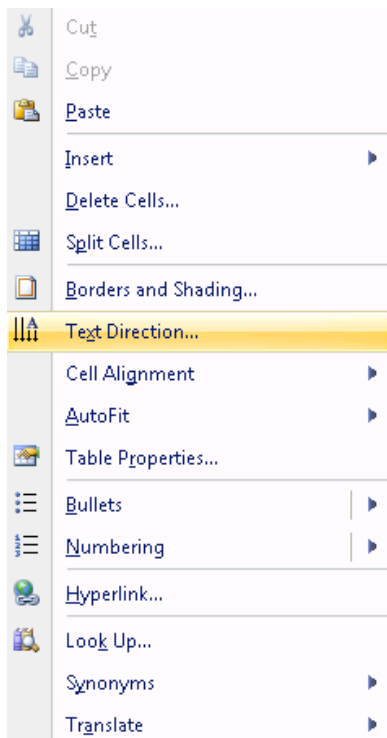 Cut
Copy
Paste
Insert
Delete Cells...
Split Cells...
Borders and Shading...
Text Direction...
Cell Alignment
AutoFit
Table Properties...
Bullets
Numbering
Hyperlink...
Look Up...
Synonyms
Translate